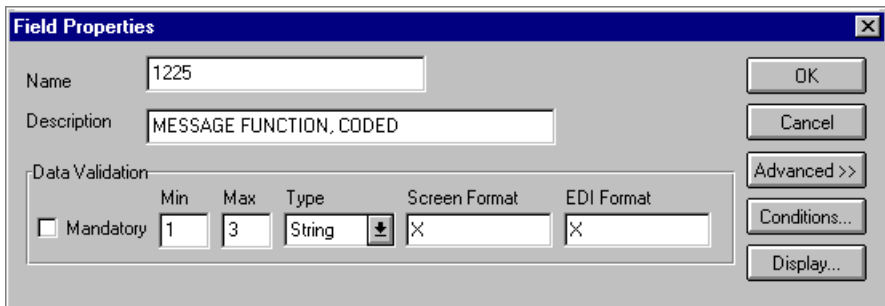 Field Properties
Name
1225
OK
Description
MESSAGE FUNCTION, CODED
Cancel
Data Validation
Advanced >>
Min Max Type Screen Format EDI Format
Mandatory 1 3 String X X
Conditions...
Display...